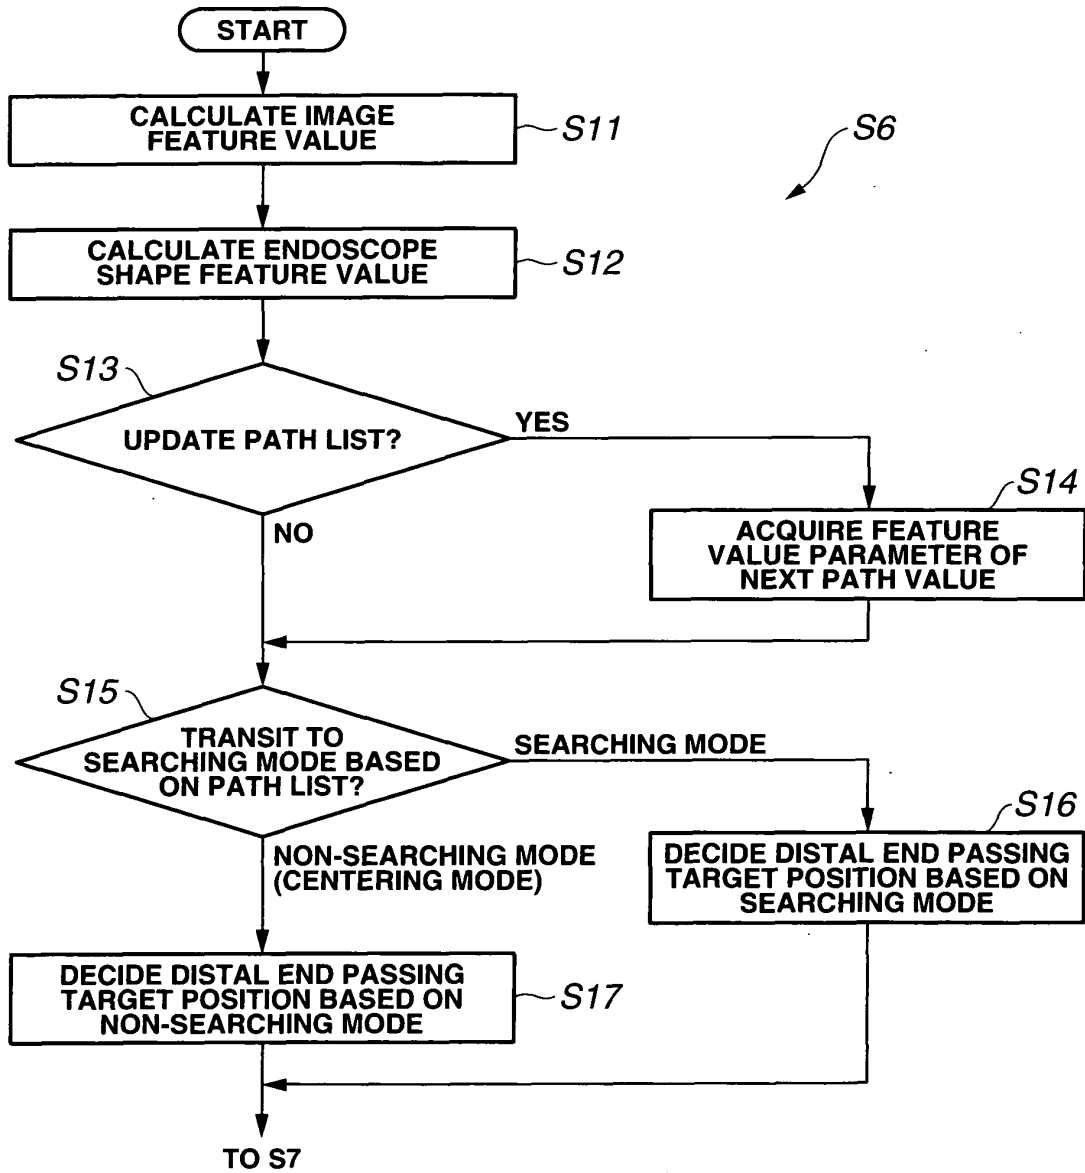 START
CALCULATE IMAGE
FEATURE VALUE
S11
S6
CALCULATE ENDOSCOPE
SHAPE FEATURE VALUE
S12
S13
UPDATE PATH LIST?
YES
NO
S14
ACQUIRE FEATURE
VALUE PARAMETER OF
NEXT PATH VALUE
S15
TRANSIT TO
SEARCHING MODE BASED
ON PATH LIST?
SEARCHING MODE
S16
DECIDE DISTAL END PASSING
TARGET POSITION BASED ON
SEARCHING MODE
NON-SEARCHING MODE
(CENTERING MODE)
DECIDE DISTAL END PASSING
TARGET POSITION BASED ON
NON-SEARCHING MODE
S17
TO S7